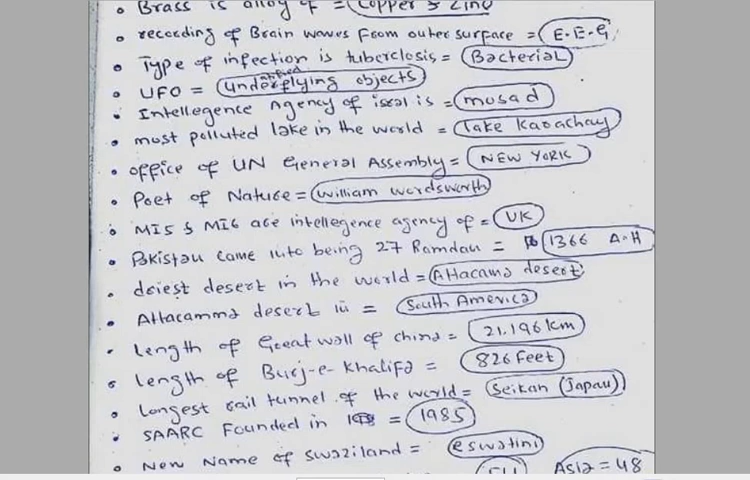 • Brass is alloy of = Copper & Zinc
• recording of Brain waves from outer surface = E.E.G
• Type of infection is tuberclosis = Bacterial
• UFO = unidentified flying objects
• Intellegence Agency of isral is = mosad
• most polluted lake in the world = lake Karachay
• office of UN General Assembly = NEW YORK
• Poet of Nature = William wordsworth
• MI5 & MI6 are intellegence agency of = UK
• Pakistan came into being 27 Ramdan = 1366 A.H
• driest desert in the world = Attacama desert
• Attacamma desert in = South America
• length of Great wall of china = 21,196 km
• length of Burj-e-Khalifa = 826 Feet
• Longest rail tunnel of the world = Seikan (Japan)
• SAARC Founded in = 1985
• New Name of swaziland = eswatini
Asia = 48